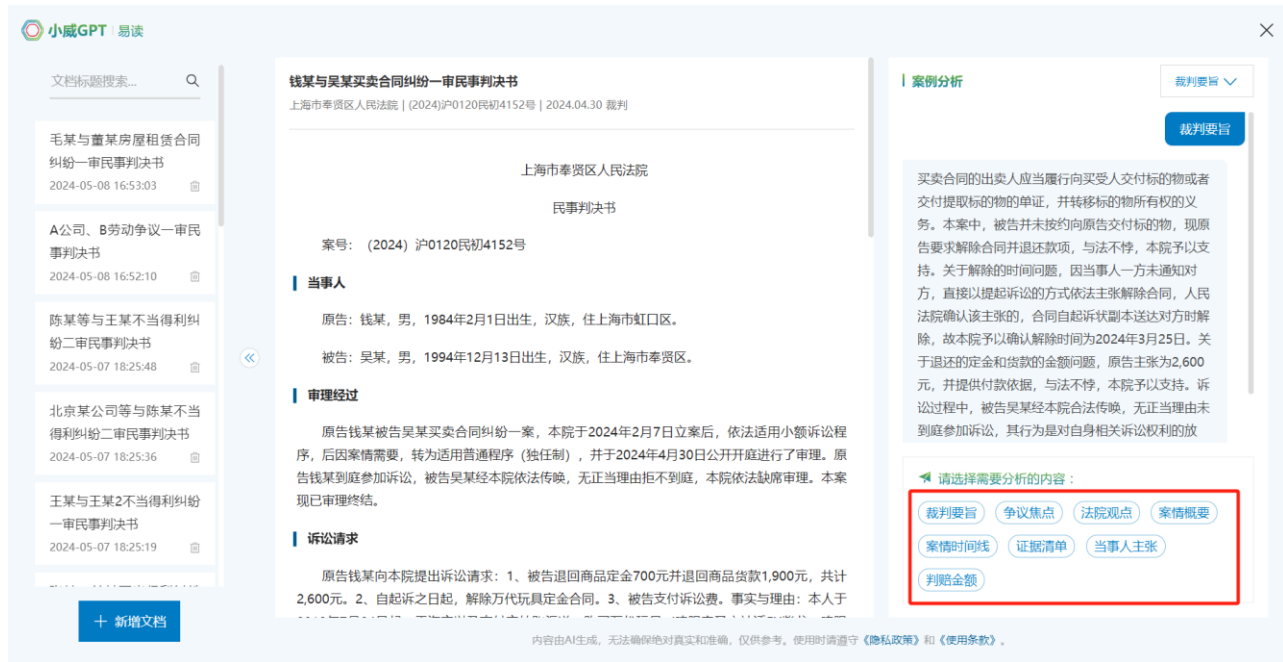 小威GPT | 易读
文档标题搜索...
毛某与董某房屋租赁合同
纠纷一审民事判决书
2024-05-08 16:53:03
A公司、B劳动争议一审民
事判决书
2024-05-08 16:52:10
陈某等与王某不当得利纠
纷二审民事判决书
2024-05-07 18:25:48
北京某公司等与陈某不当
得利纠纷二审民事判决书
2024-05-07 18:25:36
王某与王某2不当得利纠纷
一审民事判决书
2024-05-07 18:25:19
+ 新增文档
钱某与吴某买卖合同纠纷一审民事判决书
上海市奉贤区人民法院 | (2024)沪0120民初4152号 | 2024.04.30 裁判
上海市奉贤区人民法院
民事判决书
案号：（2024）沪0120民初4152号
当事人
原告：钱某，男，1984年2月1日出生，汉族，住上海市虹口区。
被告：吴某，男，1994年12月13日出生，汉族，住上海市奉贤区。
审理经过
原告钱某被告吴某买卖合同纠纷一案，本院于2024年2月7日立案后，依法适用小额诉讼程
序，后因案情需要，转为适用普通程序（独任制），并于2024年4月30日公开开庭进行了审理。原
告钱某到庭参加诉讼，被告吴某经本院依法传唤，无正当理由拒不到庭，本院依法缺席审理。本案
现已审理终结。
诉讼请求
原告钱某向本院提出诉讼请求：1、被告退回商品定金700元并退回商品货款1,900元，共计
2,600元。2、自起诉之日起，解除万代玩具定金合同。3、被告支付诉讼费。事实与理由：本人于
案例分析
裁判要旨
裁判要旨
买卖合同的出卖人应当履行向买受人交付标的物或者
交付提取标的物的单证，并转移标的物所有权的义
务。本案中，被告并未按约向原告交付标的物，现原
告要求解除合同并退还款项，与法不悖，本院予以支
持。关于解除的时间问题，因当事人一方未通知对
方，直接以提起诉讼的方式依法主张解除合同，人民
法院确认该主张的，合同自起诉状副本送达对方时解
除，故本院予以确认解除时间为2024年3月25日。关
于退还的定金和货款的金额问题，原告主张为2,600
元，并提供付款依据，与法不悖，本院予以支持。诉
讼过程中，被告吴某经本院合法传唤，无正当理由未
到庭参加诉讼，其行为是对自身相关诉讼权利的放
请选择需要分析的内容：
裁判要旨 争议焦点 法院观点 案情概要
案情时间线 证据清单 当事人主张
判赔金额
内容由AI生成，无法确保绝对真实和准确，仅供参考。使用时请遵守《隐私政策》和《使用条款》。